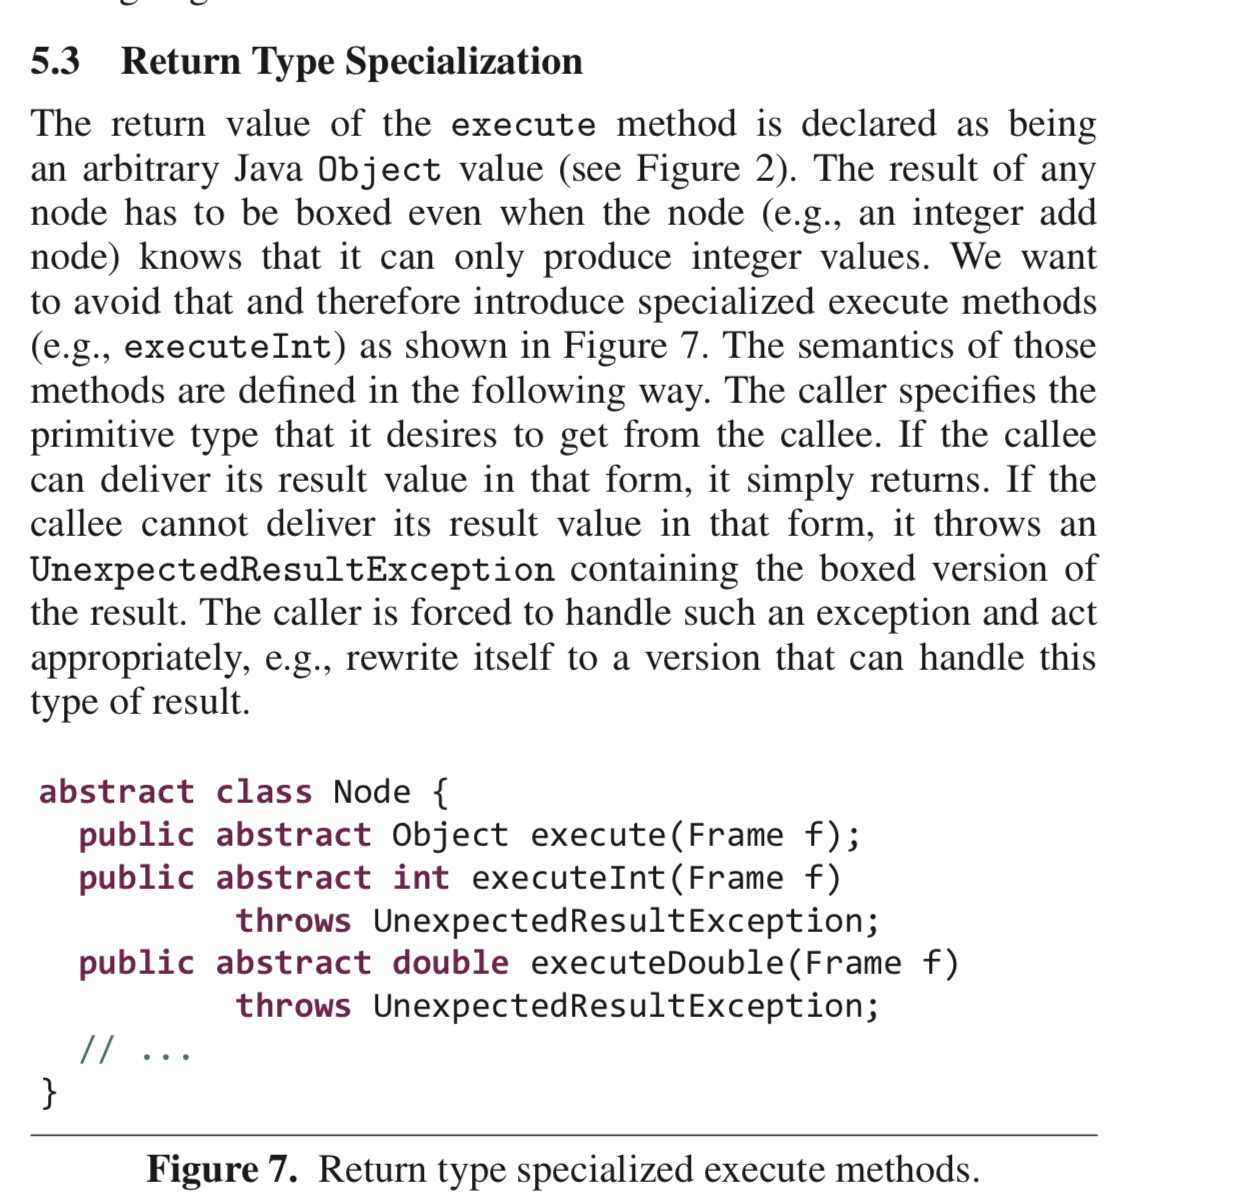 5.3 Return Type Specialization
The return value of the execute method is declared as being
an arbitrary Java Object value (see Figure 2). The result of any
node has to be boxed even when the node (e.g., an integer add
node) knows that it can only produce integer values. We want
to avoid that and therefore introduce specialized execute methods
(e.g., executeInt) as shown in Figure 7. The semantics of those
methods are defined in the following way. The caller specifies the
primitive type that it desires to get from the callee. If the callee
can deliver its result value in that form, it simply returns. If the
callee cannot deliver its result value in that form, it throws an
UnexpectedResultException containing the boxed version of
the result. The caller is forced to handle such an exception and act
appropriately, e.g., rewrite itself to a version that can handle this
type of result.
abstract class Node {
  public abstract Object execute(Frame f);
  public abstract int executeInt(Frame f)
          throws UnexpectedResultException;
  public abstract double executeDouble(Frame f)
          throws UnexpectedResultException;
  // ...
}
Figure 7. Return type specialized execute methods.